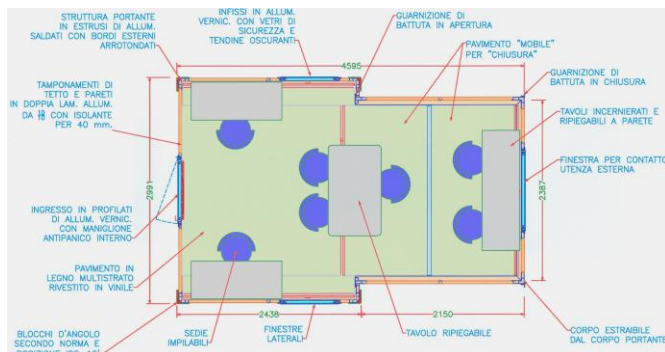 STRUTTURA PORTANTE
IN ESTRUSI DI ALLUM.
SALDATI CON BORDI ESTERNI
ARROTONDATI
INFISSI IN ALLUM.
VERNIC. CON VETRI DI
SICUREZZA E
TENDINE OSCURANTI
GUARNIZIONE DI
BATTUTA IN APERTURA
PAVIMENTO "MOBILE"
PER "CHIUSURA"
GUARNIZIONE DI
BATTUTA IN CHIUSURA
4595
TAMPONAMENTI DI
TETTO E PARETI
IN DOPPIA LAM. ALLUM.
CON ISOLANTE
PER 40 mm.
TAVOLI INCERNIERATI E
RIPIEGABILI A PARETE
FINESTRA PER CONTATTO
UTENZA ESTERNA
2991
2387
INGRESSO IN PROFILATI
DI ALLUM. VERNIC.
CON MANIGLIONE
ANTIPANICO INTERNO
PAVIMENTO IN
LEGNO MULTISTRATO
RIVESTITO IN VINILE
2438
2150
BLOCCHI D'ANGOLO
SECONDO NORMA E
SEDIE
IMPILABILI
FINESTRE
LATERALI
TAVOLO RIPIEGABILE
CORPO ESTRAIBILE
DAL CORPO PORTANTE